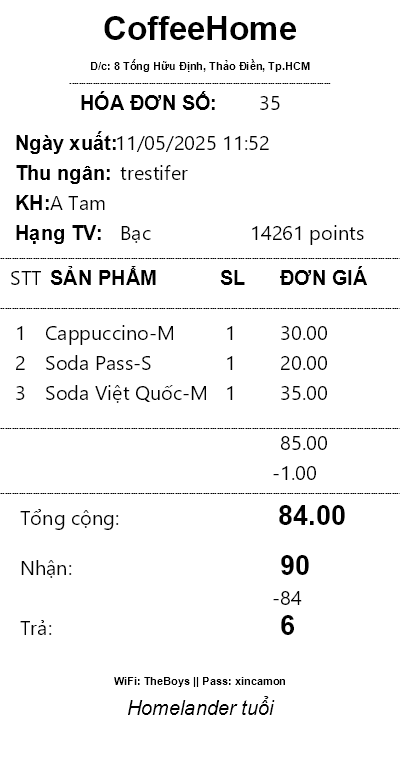 CoffeeHome
D/c: 8 Tống Hữu Định, Thảo Điền, Tp.HCM
HÓA ĐƠN SỐ: 35
Ngày xuất:11/05/2025 11:52
Thu ngân: trestifer
KH:A Tam
Hạng TV: Bạc 14261 points
STT SẢN PHẨM SL ĐƠN GIÁ
1 Cappuccino-M 1 30.00
2 Soda Pass-S 1 20.00
3 Soda Việt Quốc-M 1 35.00
85.00
-1.00
Tổng cộng: 84.00
Nhận: 90
-84
Trả: 6
WiFi: TheBoys || Pass: xincamon
Homelander tuổi